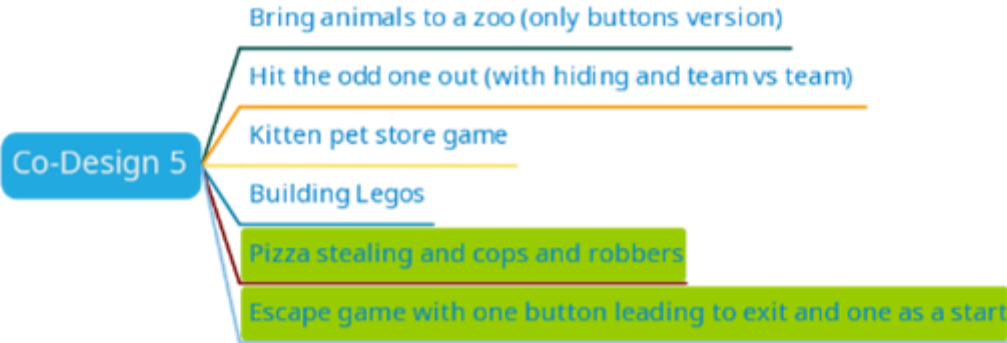 Bring animals to a zoo (only buttons version)
Hit the odd one out (with hiding and team vs team)
Kitten pet store game
Co-Design 5
Building Legos
Pizza stealing and cops and robbers
Escape game with one button leading to exit and one as a start